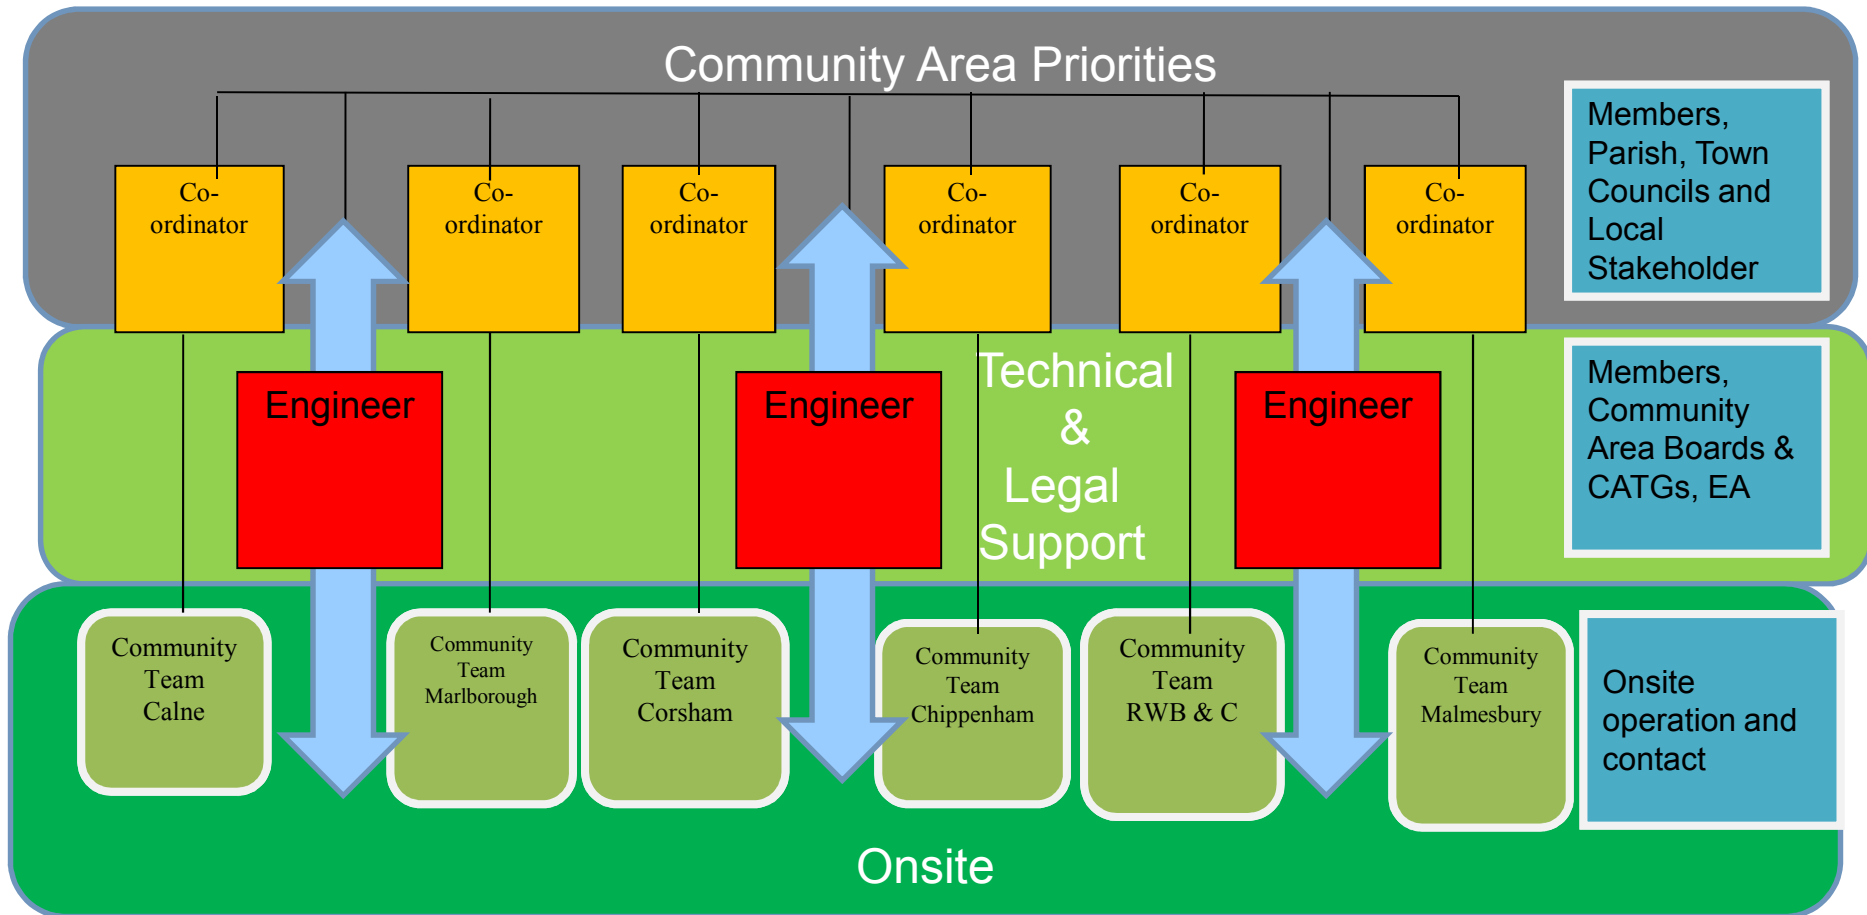 Community Area Priorities
Members,
Parish, Town
Councils and
Local
Stakeholder
Co-
ordinator
Co-
ordinator
Co-
ordinator
Co-
ordinator
Co-
ordinator
Co-
ordinator
Technical
&
Legal
Support
Engineer
Engineer
Engineer
Members,
Community
Area Boards &
CATGs, EA
Community
Team
Calne
Community
Team
Marlborough
Community
Team
Corsham
Community
Team
Chippenham
Community
Team
RWB & C
Community
Team
Malmesbury
Onsite
operation and
contact
Onsite